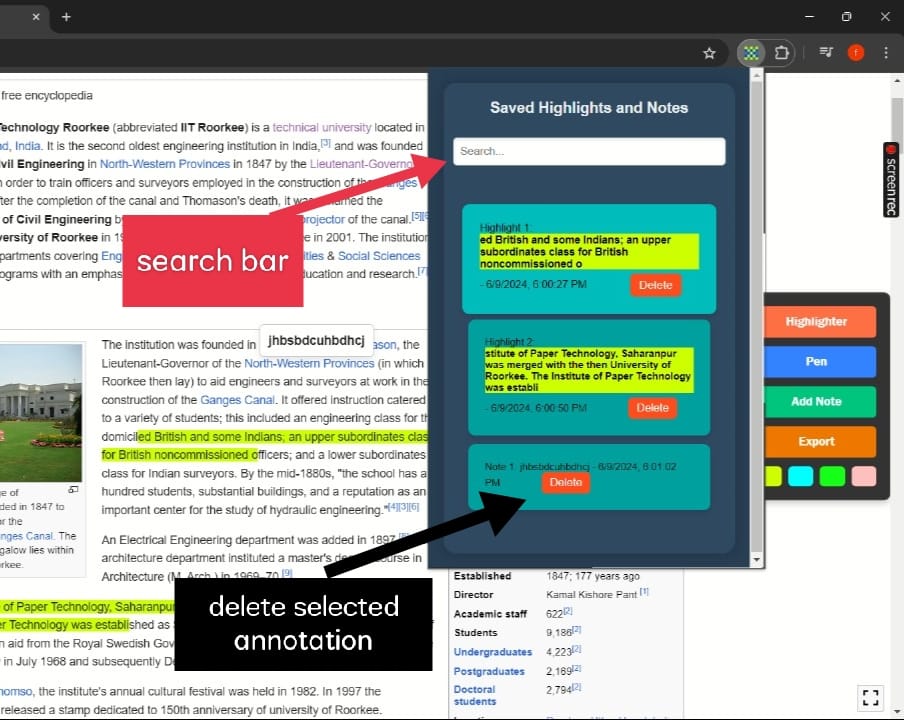 free encyclopedia
Technology Roorkee (abbreviated IIT Roorkee) is a technical university located in
nd, India. It is the second oldest engineering institution in India,[3] and was founded
ivil Engineering in North-Western Provinces in 1847 by the Lieutenant-Governo
n order to train officers and surveyors employed in the construction of the Ganges
fter the completion of the canal and Thomason's death, it was named the
of Civil Engineering b
projector of the canal.[5][6
versity of Roorkee in 19
e in 2001. The institution
partments covering Eng
ities & Social Sciences
ograms with an emphas
ducation and research.[7]
search bar
Saved Highlights and Notes
Search...
Highlight 1:
ed British and some Indians; an upper
subordinates class for British
noncommissioned o
- 6/9/2024, 6:00:27 PM
Delete
Highlight 2:
stitute of Paper Technology, Saharanpur
was merged with the then University of
Roorkee. The Institute of Paper Technology
was establi
- 6/9/2024, 6:00:50 PM
Delete
Note 1: jhbsbdcuhbdhcj - 6/9/2024, 6:01:02
PM
Delete
screenrec
Highlighter
Pen
Add Note
Export
jhbsbdcuhbdhcj
The institution was founded in
ason, the
Lieutenant-Governor of the North-Western Provinces (in which
Roorkee then lay) to aid engineers and surveyors at work in the
construction of the Ganges Canal. It offered instruction catered
to a variety of students; this included an engineering class for th
domiciled British and some Indians; an upper subordinates clas
for British noncommissioned officers; and a lower subordinates
class for Indian surveyors. By the mid-1880s, "the school has a
hundred students, substantial buildings, and a reputation as an
important center for the study of hydraulic engineering."[4][3][6]
An Electrical Engineering department was added in 1897,
architecture department instituted a master's degree course in
Architecture (M. Arch.) in 1969–70.[9]
ge of
ded in 1847 to
r the
nges Canal. The
galow lies within
rkee.
delete selected
annotation
of Paper Technology, Saharanpur
er Technology was established as
n aid from the Royal Swedish Gov
in July 1968 and subsequently De
homso, the institute's annual cultural festival was held in 1982. In 1997 the
released a stamp dedicated to 150th anniversary of university of Roorkee.
Established 1847; 177 years ago
Director Kamal Kishore Pant [1]
Academic staff 622[2]
Students 9,186[2]
Undergraduates 4,223[2]
Postgraduates 2,169[2]
Doctoral
students 2,794[2]